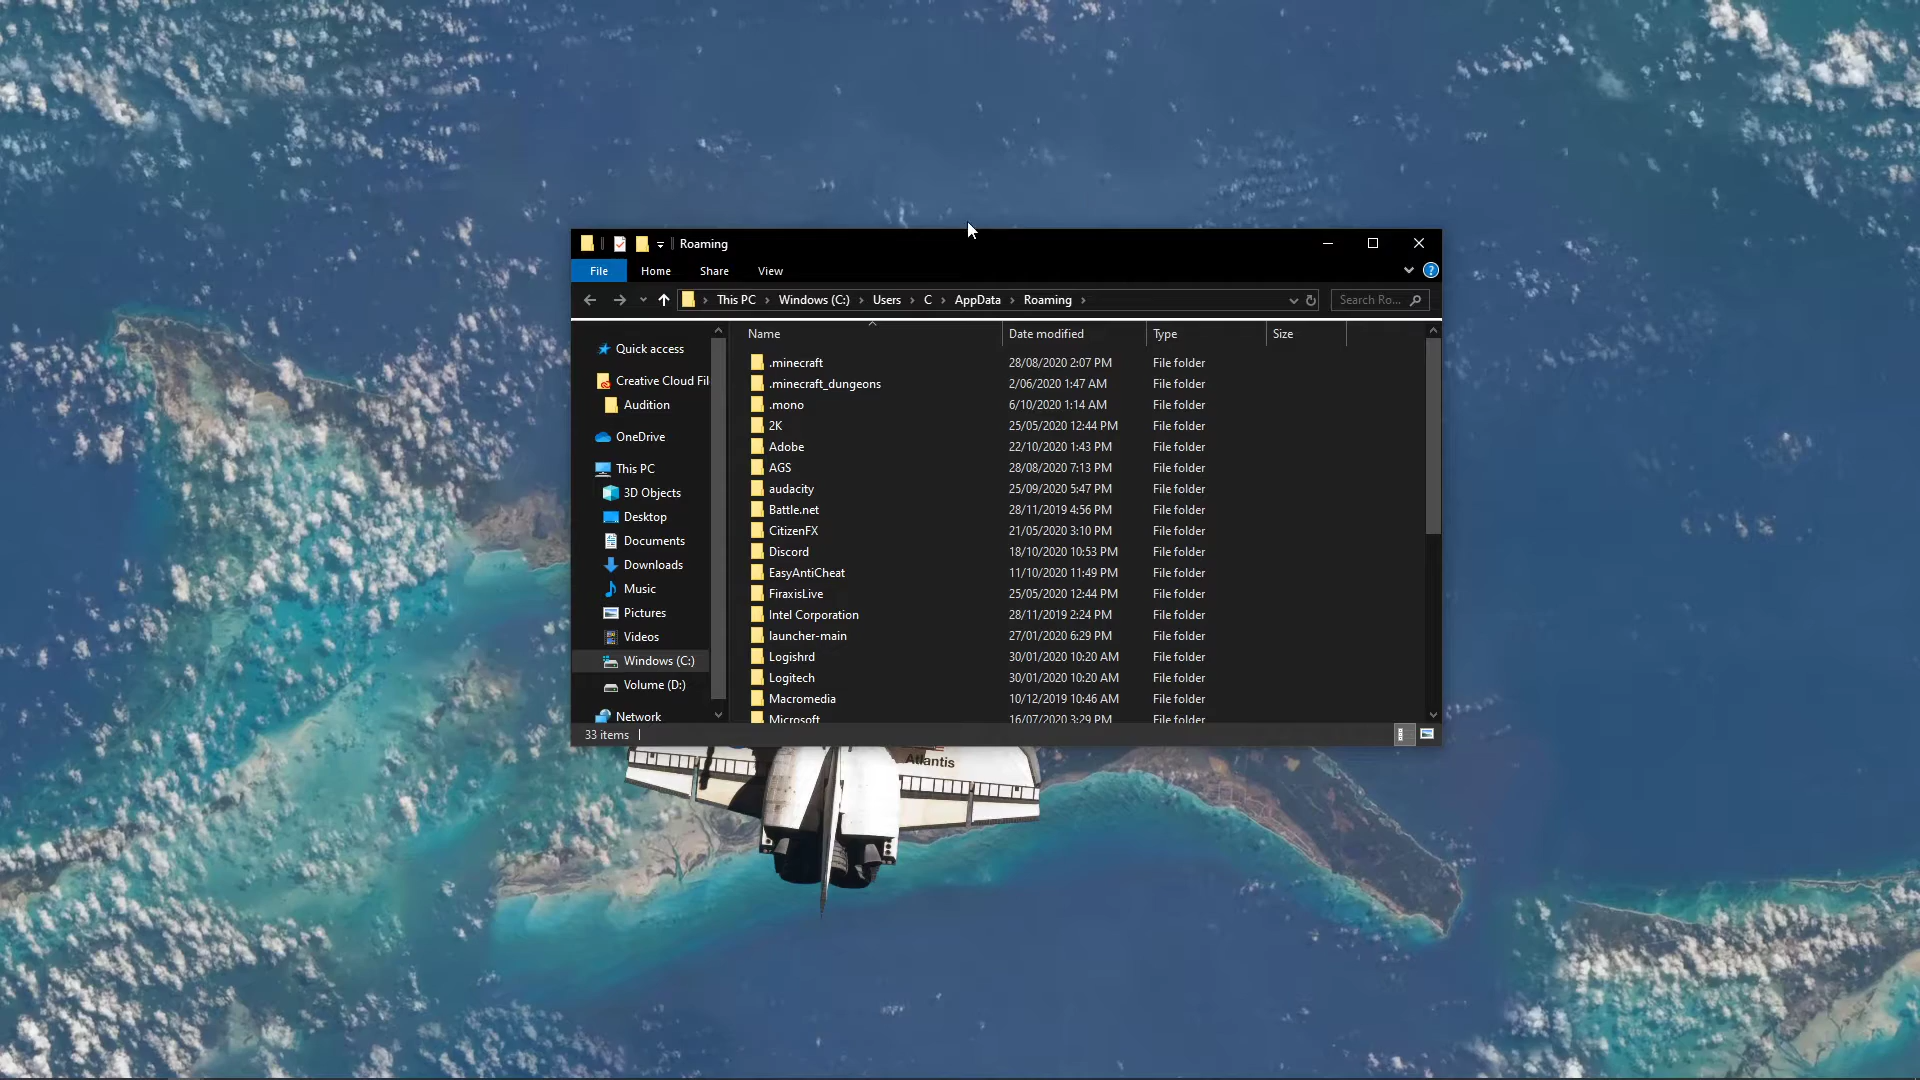 Roaming
File Home Share View
This PC Windows (C:) Users C AppData Roaming Search Ro...
Name Date modified Type Size
Quick access
Creative Cloud Fil
Audition
OneDrive
This PC
3D Objects
Desktop
Documents
Downloads
Music
Pictures
Videos
Windows (C:)
Volume (D:)
Network
.minecraft 28/08/2020 2:07 PM File folder
.minecraft_dungeons 2/06/2020 1:47 AM File folder
.mono 6/10/2020 1:14 AM File folder
2K 25/05/2020 12:44 PM File folder
Adobe 22/10/2020 1:43 PM File folder
AGS 28/08/2020 7:13 PM File folder
audacity 25/09/2020 5:47 PM File folder
Battle.net 28/11/2019 4:56 PM File folder
CitizenFX 21/05/2020 3:10 PM File folder
Discord 18/10/2020 10:53 PM File folder
EasyAntiCheat 11/10/2020 11:49 PM File folder
FiraxisLive 25/05/2020 12:44 PM File folder
Intel Corporation 28/11/2019 2:24 PM File folder
launcher-main 27/01/2020 6:29 PM File folder
Logishrd 30/01/2020 10:20 AM File folder
Logitech 30/01/2020 10:20 AM File folder
Macromedia 10/12/2019 10:46 AM File folder
Microsoft 16/07/2020 3:29 PM File folder
33 items
Atlantis